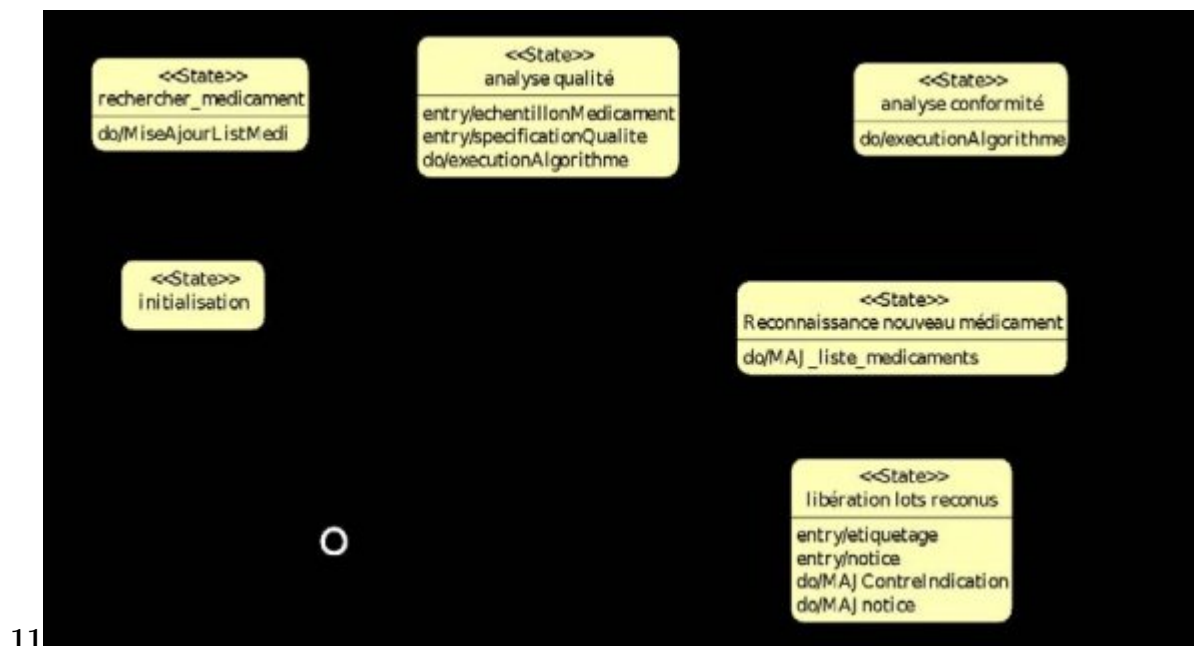 <<State>>
rechercher_medicament
do/MiseAjourListMedi
<<State>>
analyse qualité
entry/echentillonMedicament
entry/specificationQualite
do/executionAlgorithme
<<State>>
analyse conformité
do/executionAlgorithme
<<State>>
initialisation
<<State>>
Reconnaissance nouveau médicament
do/MAJ_liste_medicaments
<<State>>
libération lots reconus
entry/etiquetage
entry/notice
do/MAJContreIndication
do/MAJnotice
11